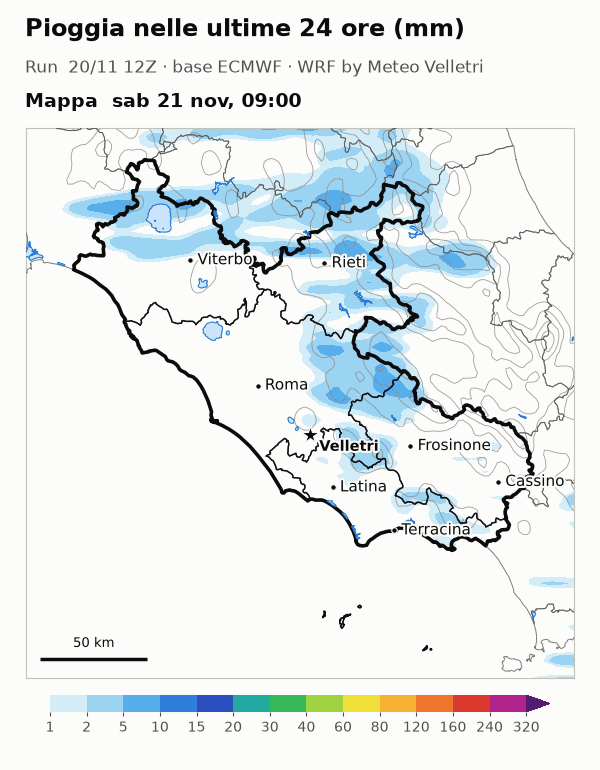 Pioggia nelle ultime 24 ore (mm)
Run 20/11 12Z · base ECMWF · WRF by Meteo Velletri
Mappa sab 21 nov, 09:00
Viterbo
Rieti
Roma
Velletri
Frosinone
Cassino
Latina
Terracina
50 km
1 2 5 10 15 20 30 40 60 80 120 160 240 320